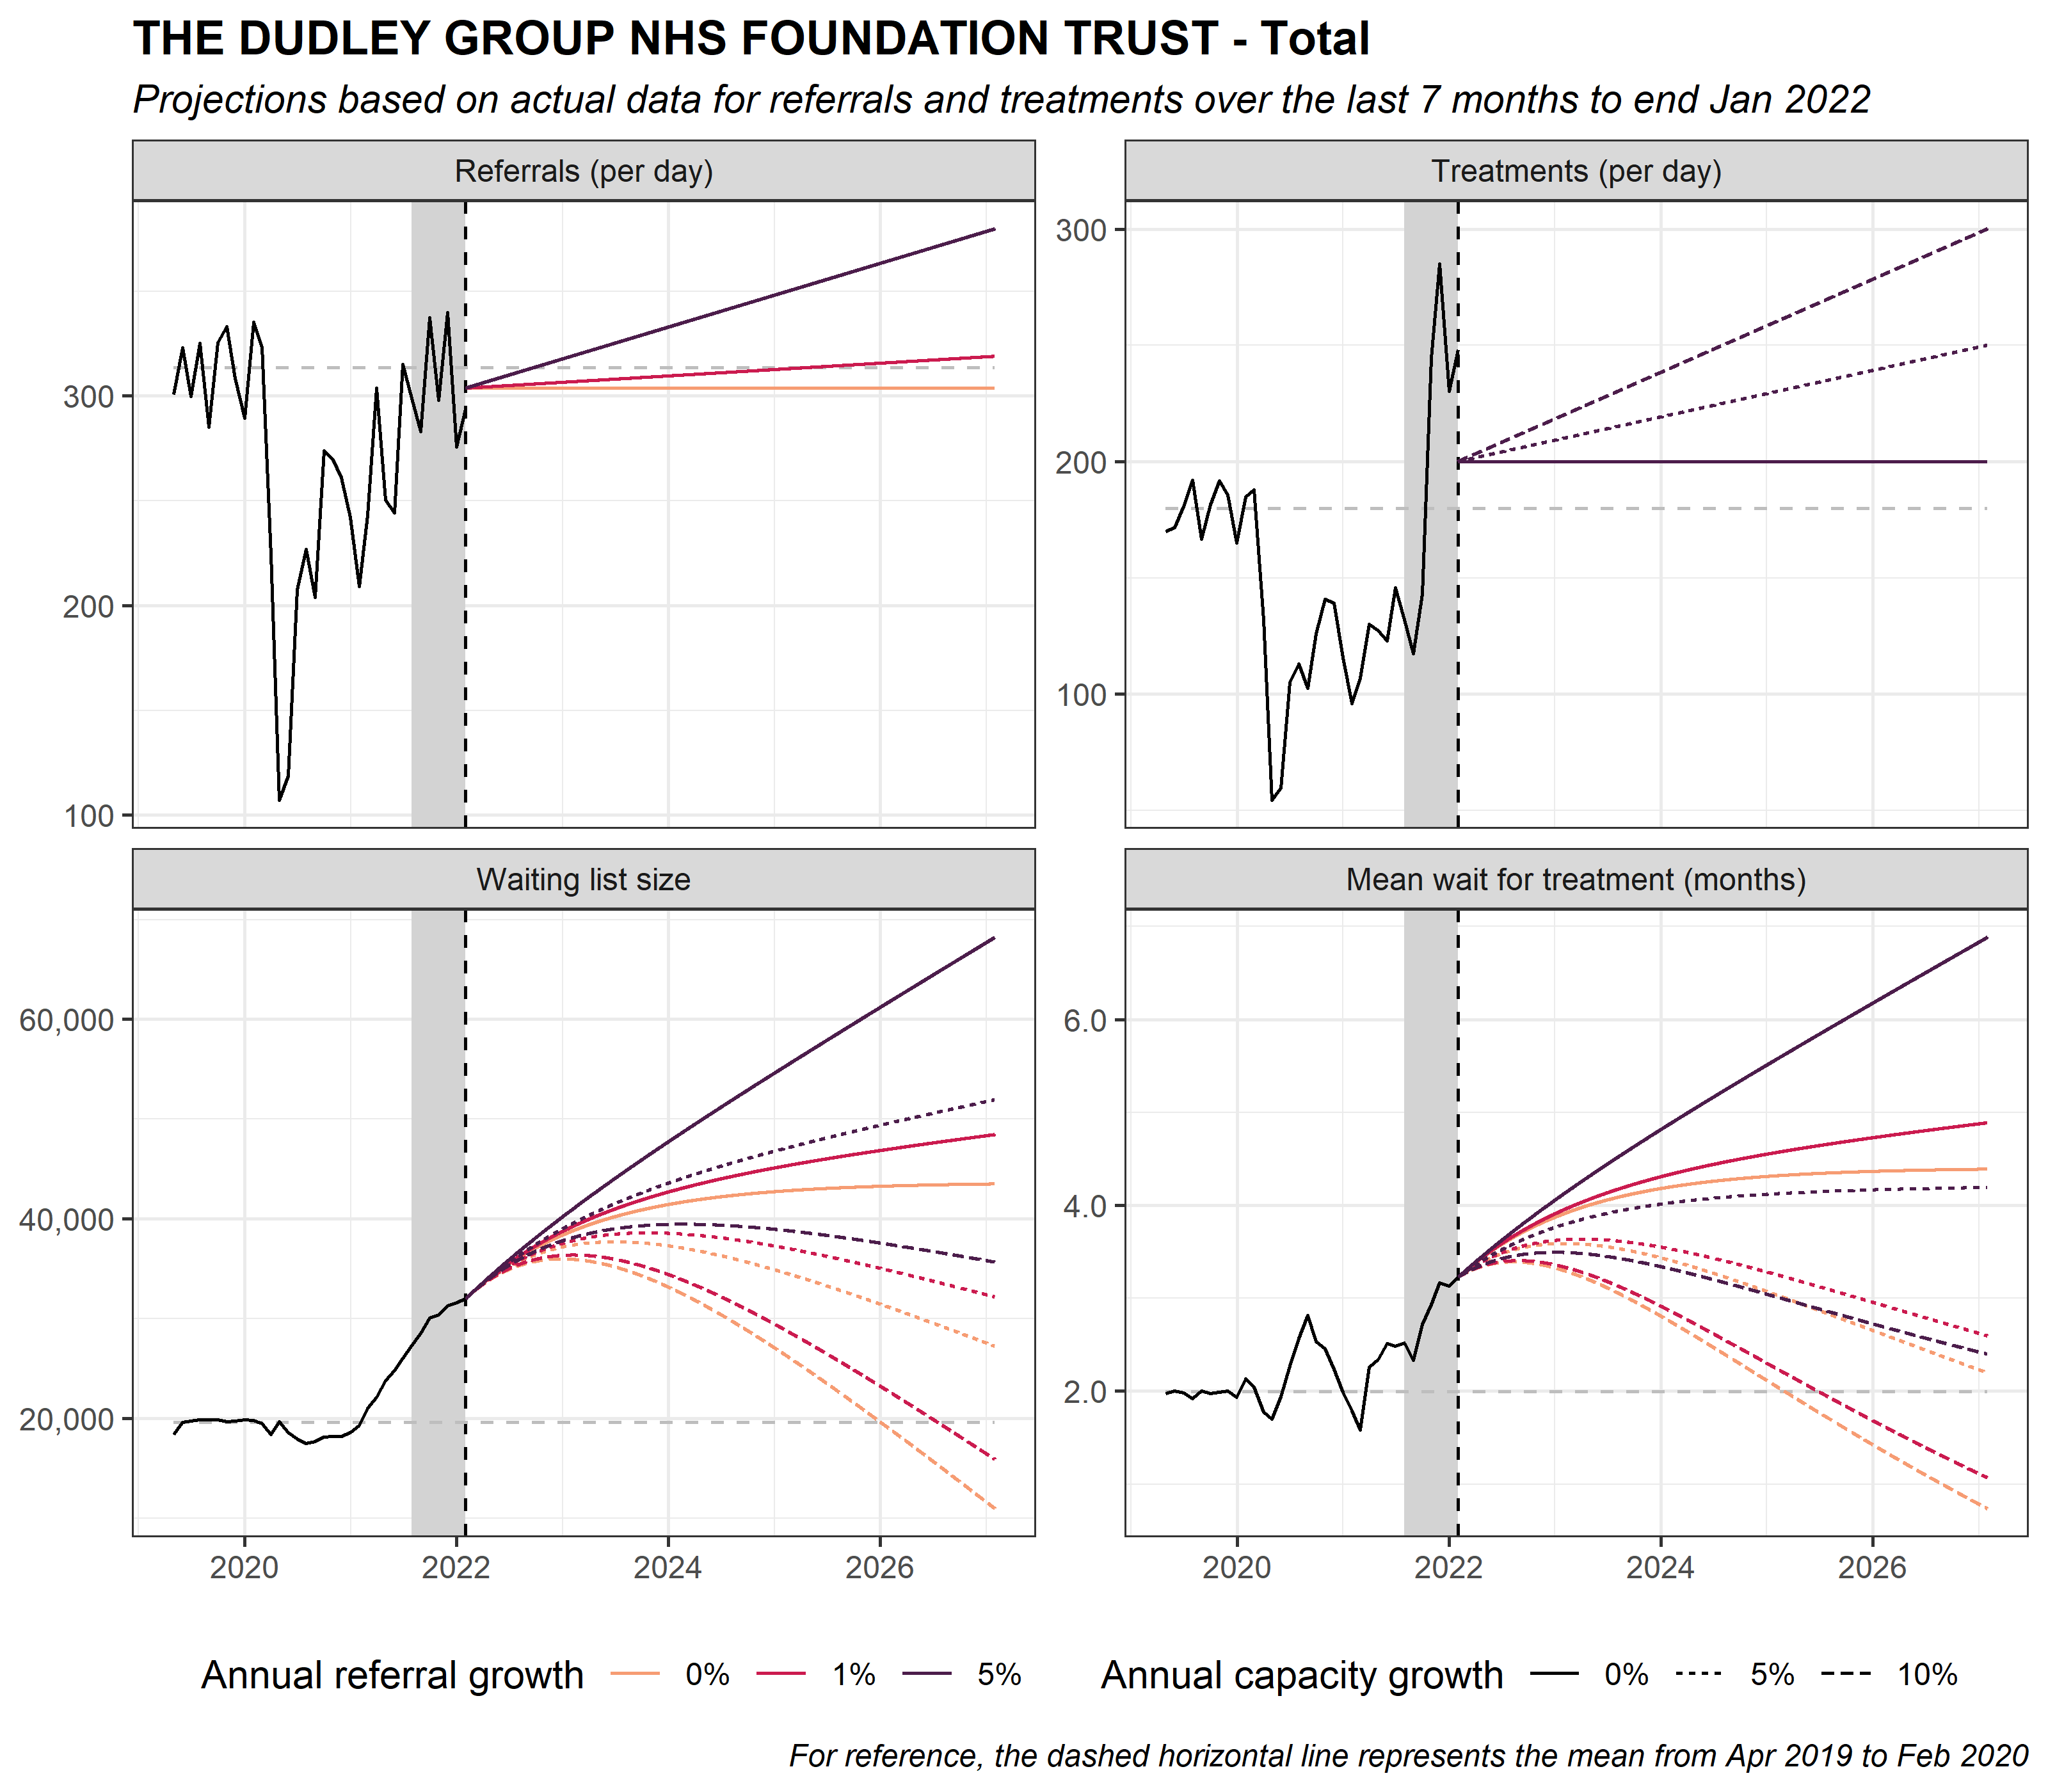 THE DUDLEY GROUP NHS FOUNDATION TRUST - Total
Projections based on actual data for referrals and treatments over the last 7 months to end Jan 2022
Referrals (per day)
300
200
100
Treatments (per day)
300
200
100
Waiting list size
60,000
40,000
20,000
2020 2022 2024 2026
Mean wait for treatment (months)
6.0
4.0
2.0
2020 2022 2024 2026
Annual referral growth 0% 1% 5%
Annual capacity growth 0% 5% 10%
For reference, the dashed horizontal line represents the mean from Apr 2019 to Feb 2020